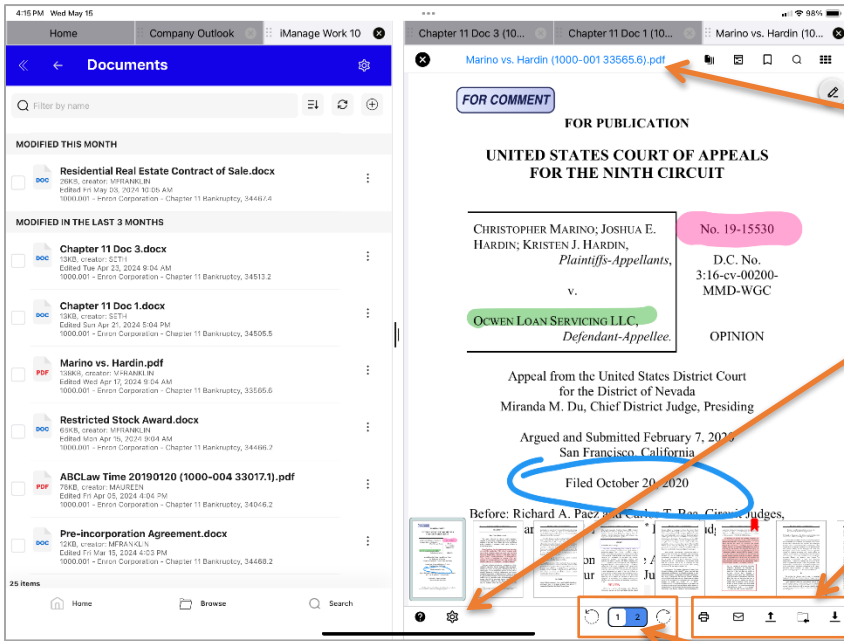 4:15 PM Wed May 15
98%
Home
Company Outlook
iManage Work 10
Chapter 11 Doc 3 (10...
Chapter 11 Doc 1 (10...
Marino vs. Hardin (10...
Documents
Filter by name
MODIFIED THIS MONTH
DOC
Residential Real Estate Contract of Sale.docx
26KB, creator: MFRANKLIN
Edited Fri May 03, 2024 10:05 AM
1000.001 - Enron Corporation - Chapter 11 Bankruptcy, 34467.4
MODIFIED IN THE LAST 3 MONTHS
DOC
Chapter 11 Doc 3.docx
13KB, creator: SETH
Edited Tue Apr 23, 2024 9:04 AM
1000.001 - Enron Corporation - Chapter 11 Bankruptcy, 34513.2
DOC
Chapter 11 Doc 1.docx
13KB, creator: SETH
Edited Sun Apr 21, 2024 5:04 PM
1000.001 - Enron Corporation - Chapter 11 Bankruptcy, 34505.5
PDF
Marino vs. Hardin.pdf
138KB, creator: MFRANKLIN
Edited Wed Apr 17, 2024 9:04 AM
1000.001 - Enron Corporation - Chapter 11 Bankruptcy, 33565.6
DOC
Restricted Stock Award.docx
65KB, creator: MFRANKLIN
Edited Mon Apr 15, 2024 9:04 AM
1000.001 - Enron Corporation - Chapter 11 Bankruptcy, 34466.2
PDF
ABCLaw Time 20190120 (1000-004 33017.1).pdf
78KB, creator: MAUREEN
Edited Fri Apr 05, 2024 4:04 PM
1000.001 - Enron Corporation - Chapter 11 Bankruptcy, 34046.2
DOC
Pre-incorporation Agreement.docx
12KB, creator: MFRANKLIN
Edited Fri Mar 15, 2024 4:03 PM
1000.001 - Enron Corporation - Chapter 11 Bankruptcy, 34468.2
25 items
Home
Browse
Search
Marino vs. Hardin (1000-001 33565.6).pdf
FOR COMMENT
FOR PUBLICATION
UNITED STATES COURT OF APPEALS
FOR THE NINTH CIRCUIT
CHRISTOPHER MARINO; JOSHUA E.
HARDIN; KRISTEN J. HARDIN,
Plaintiffs-Appellants,
v.
OCWEN LOAN SERVICING LLC,
Defendant-Appellee.
No. 19-15530
D.C. No.
3:16-cv-00200-
MMD-WGC
OPINION
Appeal from the United States District Court
for the District of Nevada
Miranda M. Du, Chief District Judge, Presiding
Argued and Submitted February 7, 2020
San Francisco, California
Filed October 20, 2020
Before: Richard A. Paez and Carlos T. Bea, Circuit Judges,
1
2